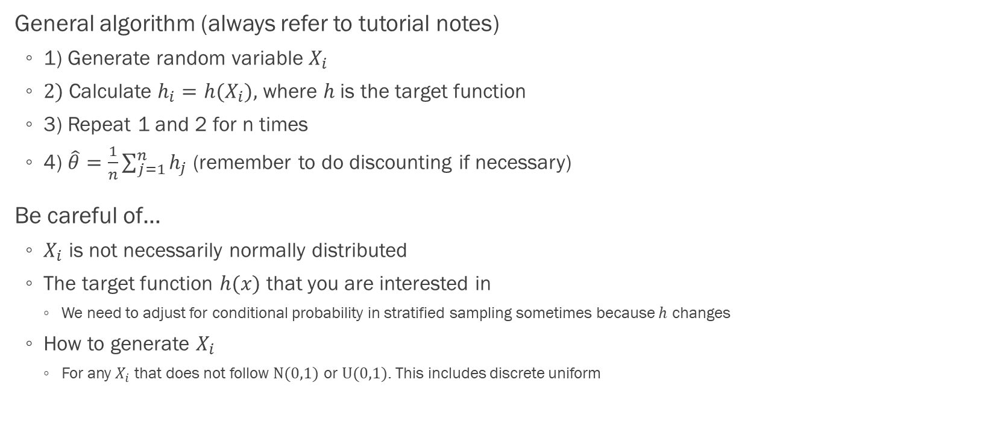 General algorithm (always refer to tutorial notes)
◦ 1) Generate random variable $X_i$
◦ 2) Calculate $h_i = h(X_i)$, where $h$ is the target function
◦ 3) Repeat 1 and 2 for n times
◦ 4) $\hat{\theta} = \frac{1}{n}\sum_{j=1}^{n} h_j$ (remember to do discounting if necessary)
Be careful of...
◦ $X_i$ is not necessarily normally distributed
◦ The target function $h(x)$ that you are interested in
◦ We need to adjust for conditional probability in stratified sampling sometimes because $h$ changes
◦ How to generate $X_i$
◦ For any $X_i$ that does not follow N(0,1) or U(0,1). This includes discrete uniform